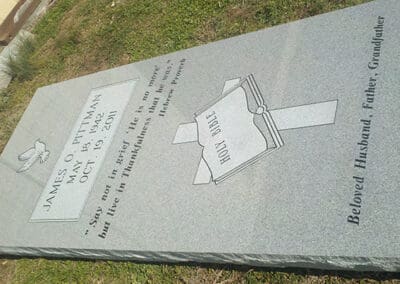 JAMES O. PITTMAN
MAY 18 1942
OCT 19 2011
"Say not in grief 'He is no more'
but live in Thankfulness that he was."
Hebrew Proverb
HOLY BIBLE
Beloved Husband, Father, Grandfather